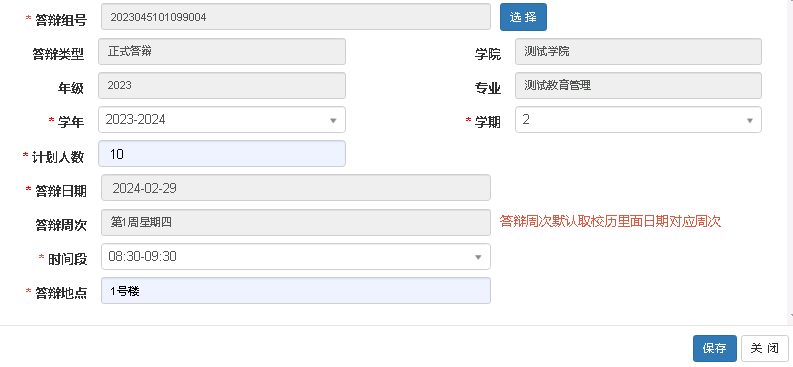 * 答辩组号 2023045101099004 选 择
答辩类型 正式答辩 学院 测试学院
年级 2023 专业 测试教育管理
* 学年 2023-2024 * 学期 2
* 计划人数 10
* 答辩日期 2024-02-29
答辩周次 第1周星期四 答辩周次默认取校历里面日期对应周次
* 时间段 08:30-09:30
* 答辩地点 1号楼
保存 关 闭